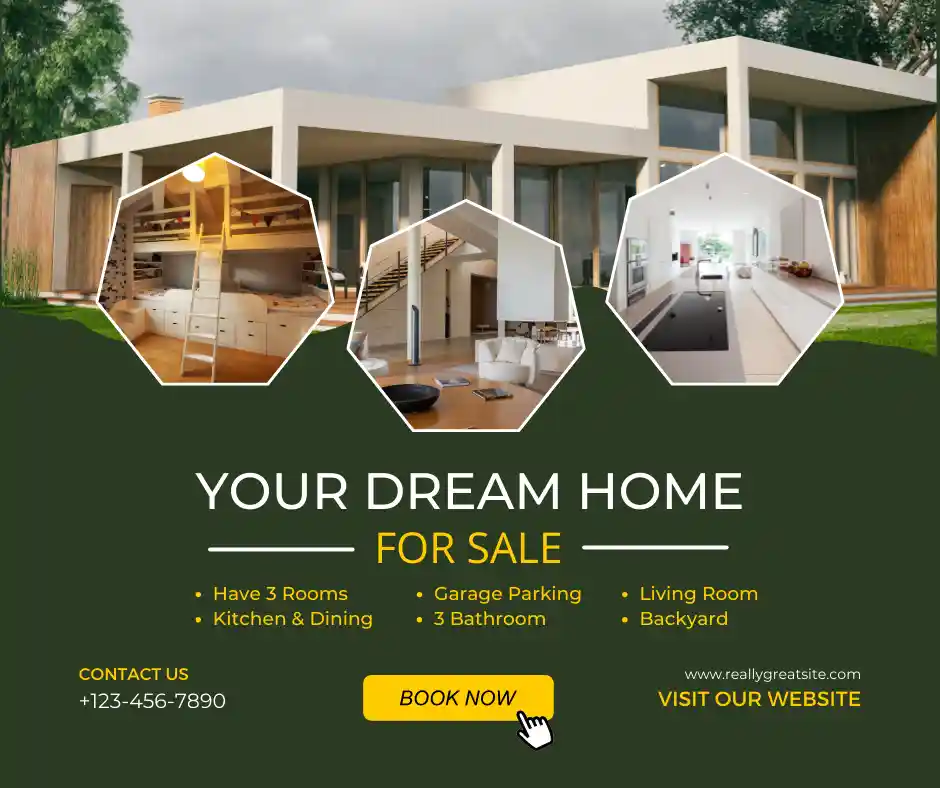 YOUR DREAM HOME
FOR SALE
• Have 3 Rooms
• Kitchen & Dining
• Garage Parking
• 3 Bathroom
• Living Room
• Backyard
CONTACT US
+123-456-7890
BOOK NOW
www.reallygreatsite.com
VISIT OUR WEBSITE